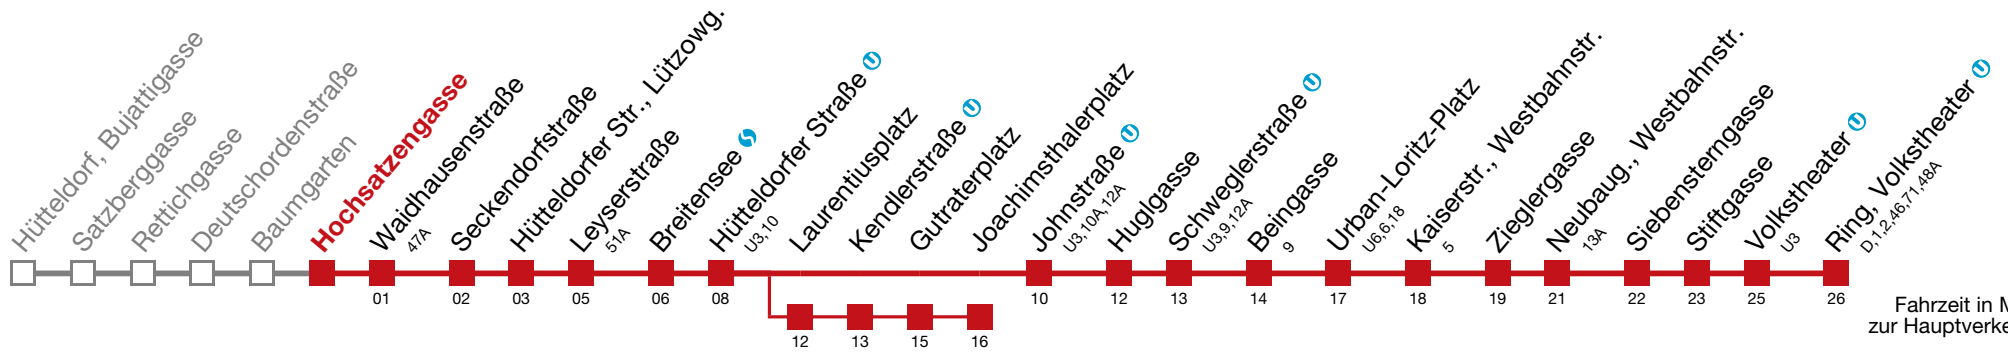 Hütteldorf, Bujattigasse
Satzberggasse
Rettichgasse
Deutschordenstraße
Baumgarten
Hochsatzengasse
Waidhausenstraße
47A
Seckendorfstraße
Hütteldorfer Str., Lützowg.
Leyserstraße
51A
Breitensee
Hütteldorfer Straße U
U3,10
Laurentiusplatz
Kendlerstraße U
Gutraterplatz
Joachimsthalerplatz
Johnstraße U
U3,10A,12A
Huglgasse
Schweglerstraße U
U3,9,12A
Beingasse
9
Urban-Loritz-Platz
U6,6,18
Kaiserstr., Westbahnstr.
5
Zieglergasse
Neubaug., Westbahnstr.
13A
Siebensterngasse
Stiftgasse
Volkstheater U
U3
Ring, Volkstheater U
D,1,2,46,71,48A
01 02 03 05 06 08 10 12 13 14 17 18 19 21 22 23 25 26
12 13 15 16
Fahrzeit in M
zur Hauptverke